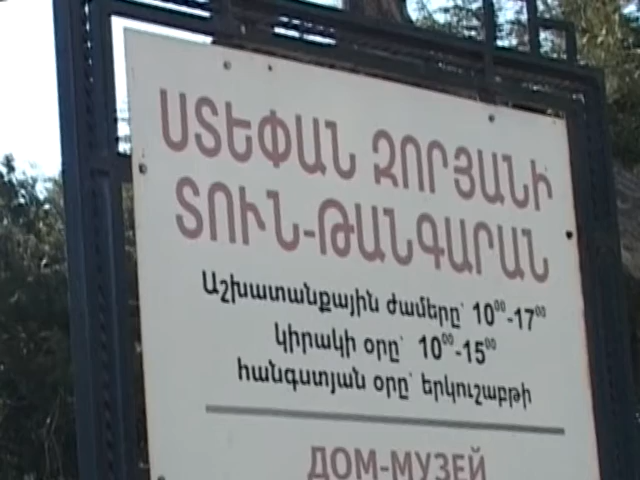 ՍՏԵՓԱՆ ԶՈՐՅԱՆԻ
ՏՈՒՆ-ԹԱՆԳԱՐԱՆ
Աշխատանքային ժամերը՝ 10⁰⁰-17⁰⁰
կիրակի օրը՝ 10⁰⁰-15⁰⁰
հանգստյան օրը՝ երկուշաբթի
ДОМ-МУЗЕЙ